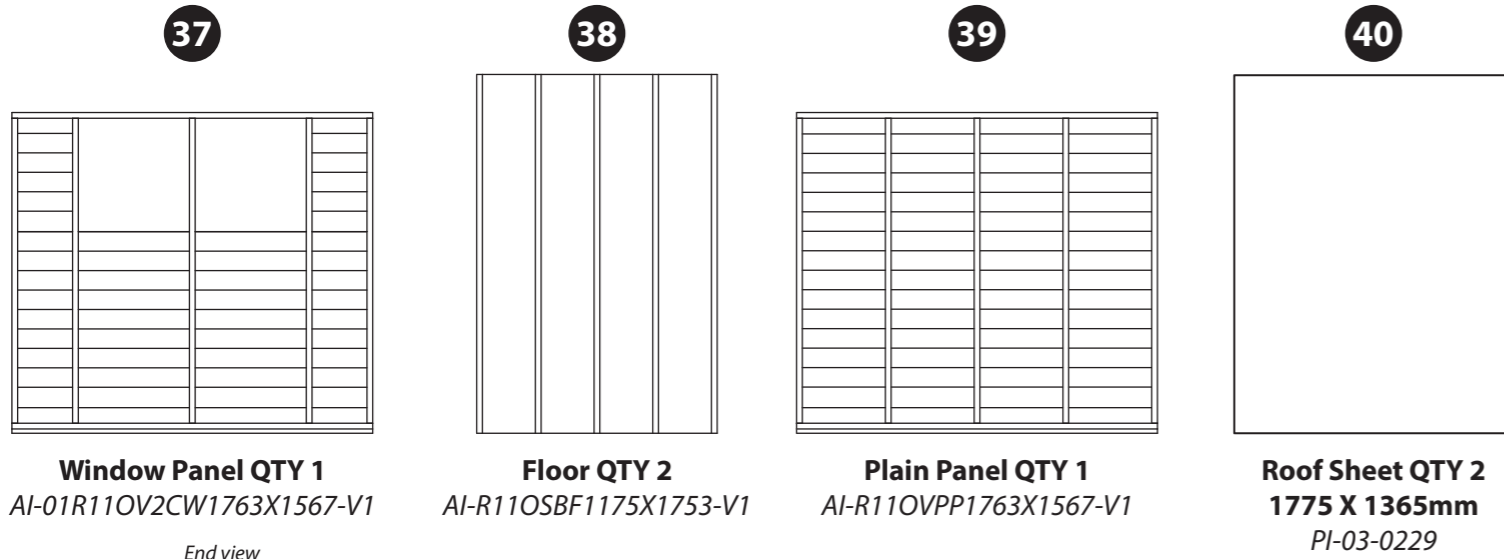 37
38
39
40
Window Panel QTY 1
AI-01R11OV2CW1763X1567-V1
Floor QTY 2
AI-R11OSBF1175X1753-V1
Plain Panel QTY 1
AI-R11OVPP1763X1567-V1
Roof Sheet QTY 2
1775 X 1365mm
PI-03-0229
End view